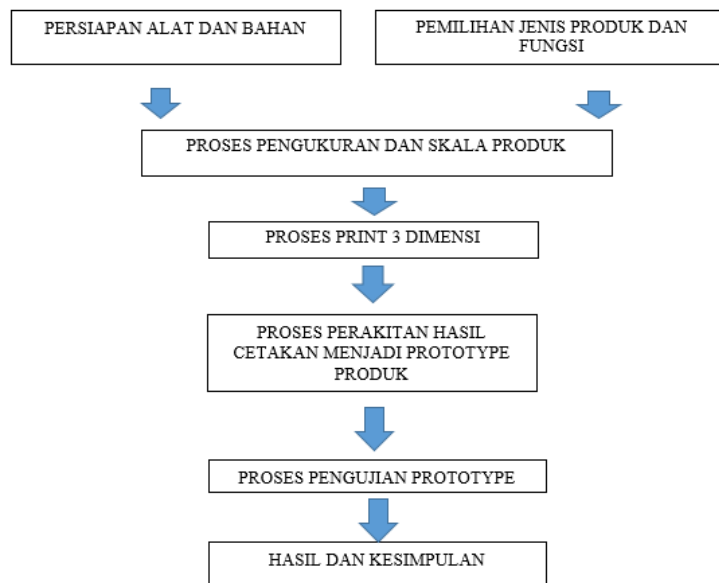 PERSIAPAN ALAT DAN BAHAN
PEMILIHAN JENIS PRODUK DAN
FUNGSI
PROSES PENGUKURAN DAN SKALA PRODUK
PROSES PRINT 3 DIMENSI
PROSES PERAKITAN HASIL
CETAKAN MENJADI PROTOTYPE
PRODUK
PROSES PENGUJIAN PROTOTYPE
HASIL DAN KESIMPULAN